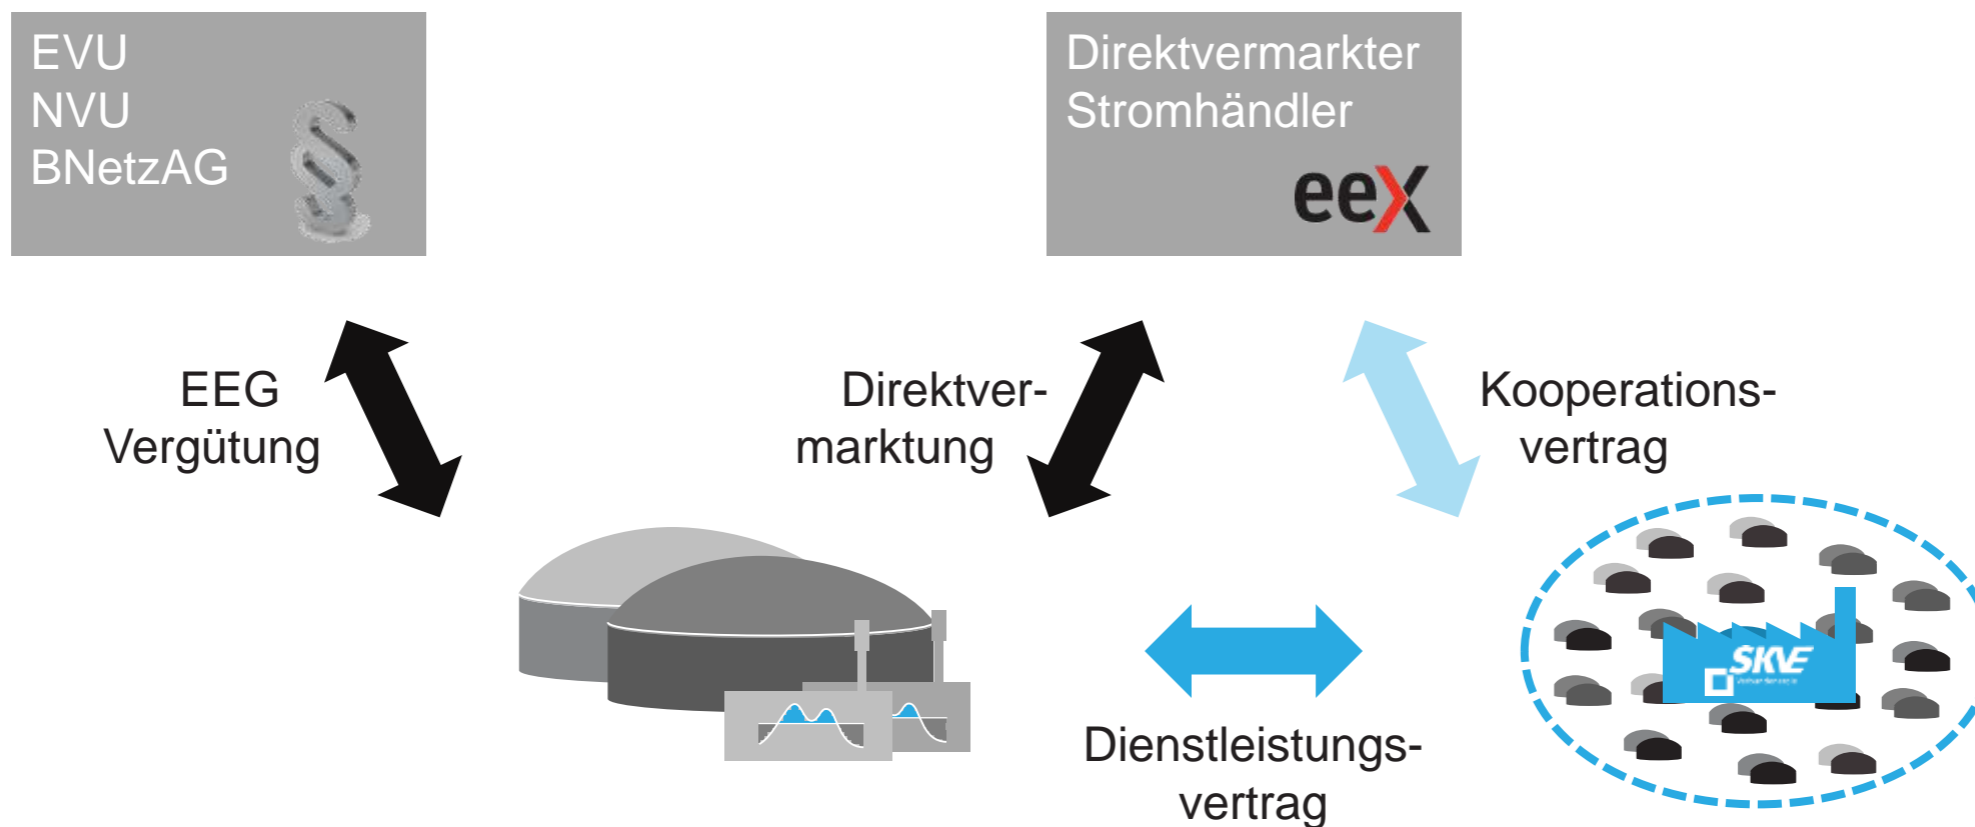 EVU
NVU
BNetzAG
§
Direktvermarkter
Stromhändler
eex
EEG
Vergütung
Direktver-
marktung
Kooperations-
vertrag
SKVE
Dienstleistungs-
vertrag